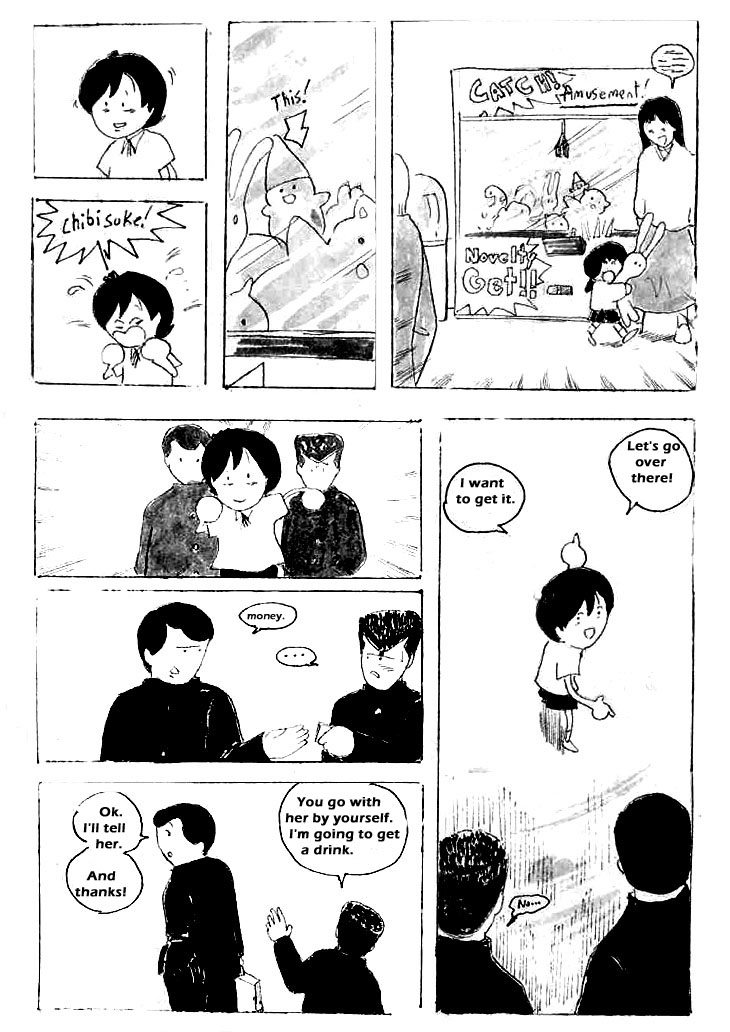 CATCH!
Amusement!
Novelty
Get!!
This!
Chibisuke!
Let's go
over
there!
I want
to get it.
No...
money.
...
You go with
her by yourself.
I'm going to get
a drink.
Ok.
I'll tell
her.
And
thanks!